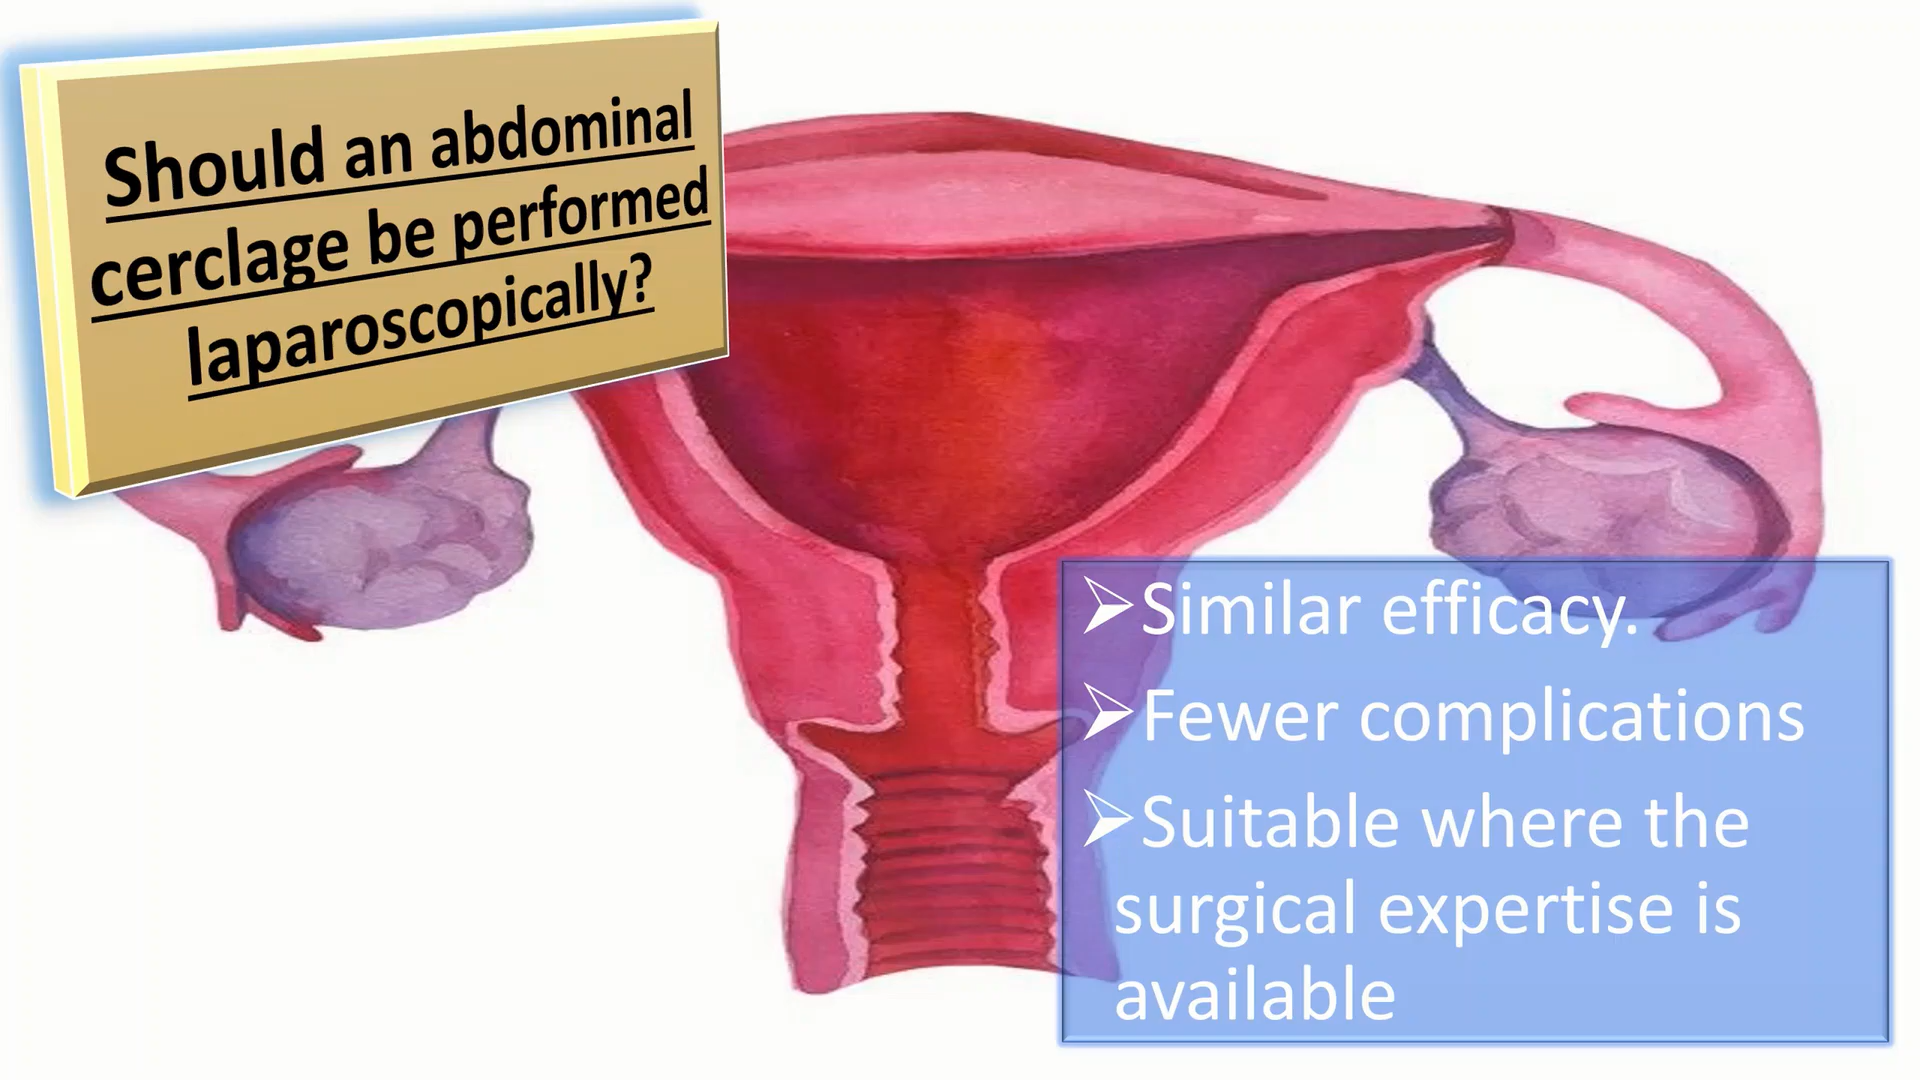 Should an abdominal
cerclage be performed
laparoscopically?
➢Similar efficacy.
➢Fewer complications
➢Suitable where the
surgical expertise is
available